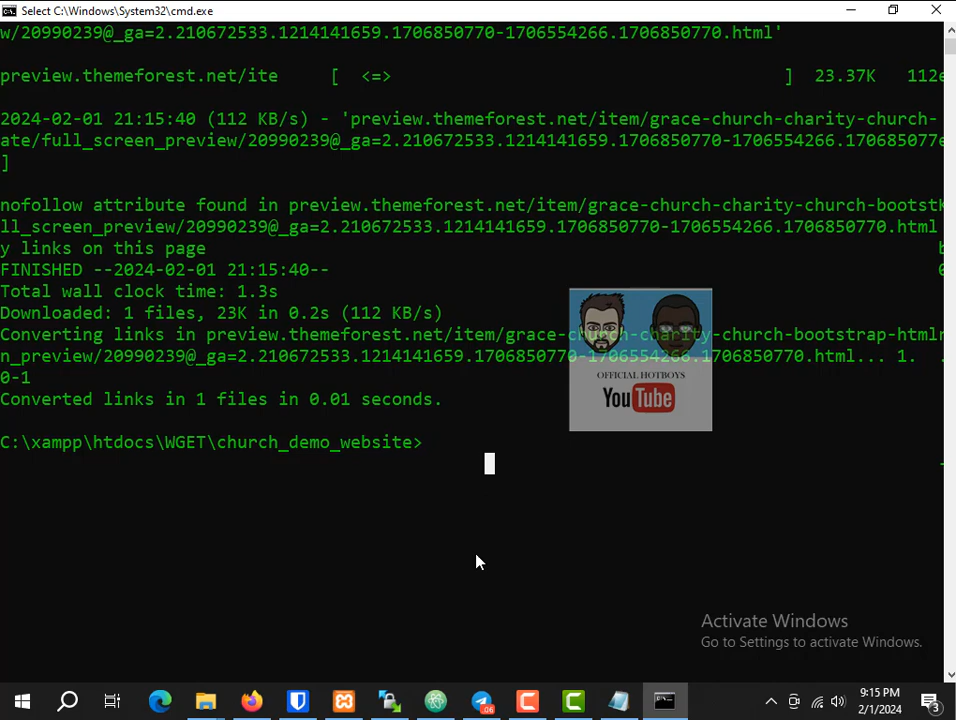 Select C:\Windows\System32\cmd.exe
w/20990239@_ga=2.210672533.1214141659.1706850770-1706554266.1706850770.html'
preview.themeforest.net/ite [ <=> ] 23.37K 112
2024-02-01 21:15:40 (112 KB/s) - 'preview.themeforest.net/item/grace-church-charity-church-
ate/full_screen_preview/20990239@_ga=2.210672533.1214141659.1706850770-1706554266.170685077
]
nofollow attribute found in preview.themeforest.net/item/grace-church-charity-church-bootst
ll_screen_preview/20990239@_ga=2.210672533.1214141659.1706850770-1706554266.1706850770.html
y links on this page
FINISHED --2024-02-01 21:15:40--
Total wall clock time: 1.3s
Downloaded: 1 files, 23K in 0.2s (112 KB/s)
Converting links in preview.themeforest.net/item/grace-church-charity-church-bootstrap-html
n_preview/20990239@_ga=2.210672533.1214141659.1706850770-1706554266.1706850770.html... 1.
0-1
Converted links in 1 files in 0.01 seconds.
OFFICIAL HOTBOYS
YouTube
C:\xampp\htdocs\WGET\church_demo_website>
Activate Windows
Go to Settings to activate Windows.
9:15 PM
2/1/2024
3